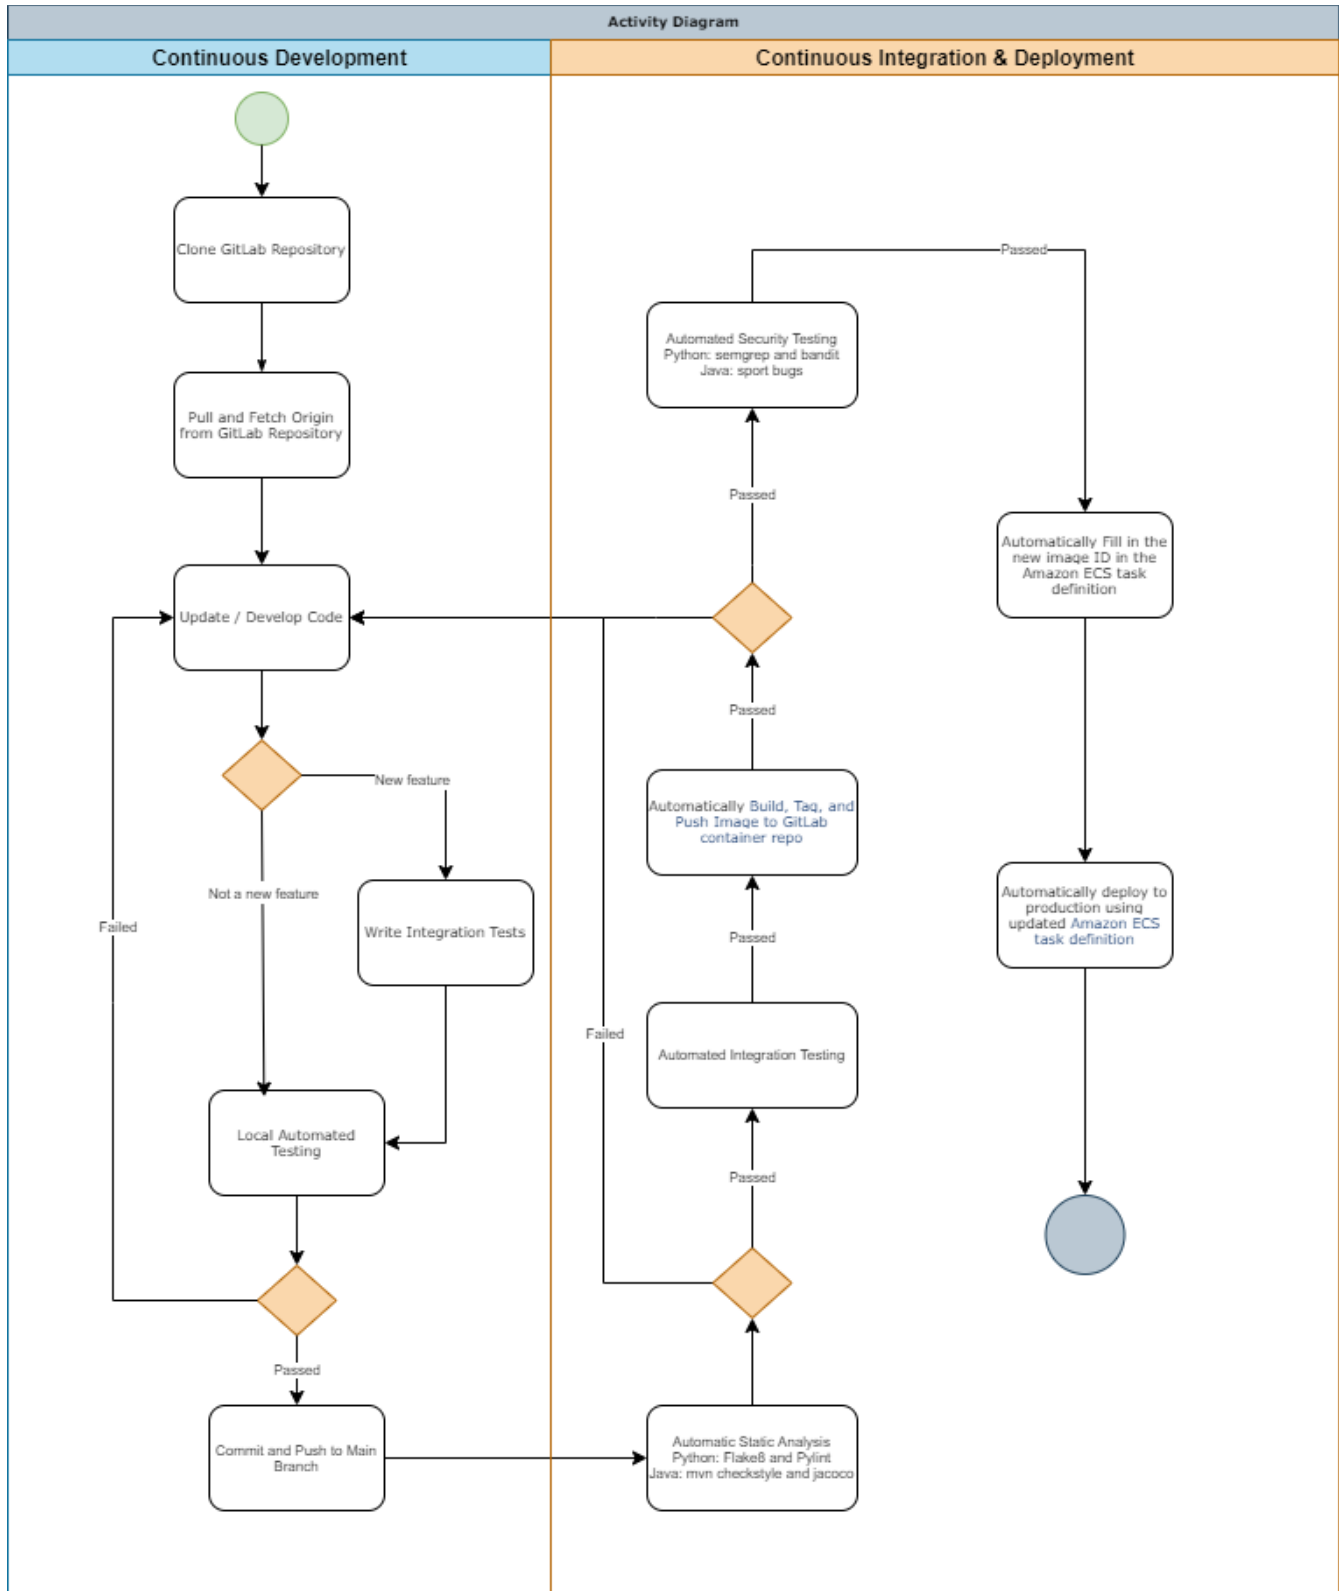 Activity Diagram
Continuous Development
Continuous Integration & Deployment
Clone GitLab Repository
Pull and Fetch Origin
from GitLab Repository
Update / Develop Code
New feature
Not a new feature
Write Integration Tests
Failed
Local Automated
Testing
Passed
Commit and Push to Main
Branch
Automatic Static Analysis
Python: Flake8 and Pylint
Java: mvn checkstyle and jacoco
Failed
Passed
Automated Integration Testing
Passed
Automatically Build, Tag, and
Push Image to GitLab
container repo
Passed
Passed
Automated Security Testing
Python: semgrep and bandit
Java: sport bugs
Passed
Automatically Fill in the
new image ID in the
Amazon ECS task
definition
Automatically deploy to
production using
updated Amazon ECS
task definition